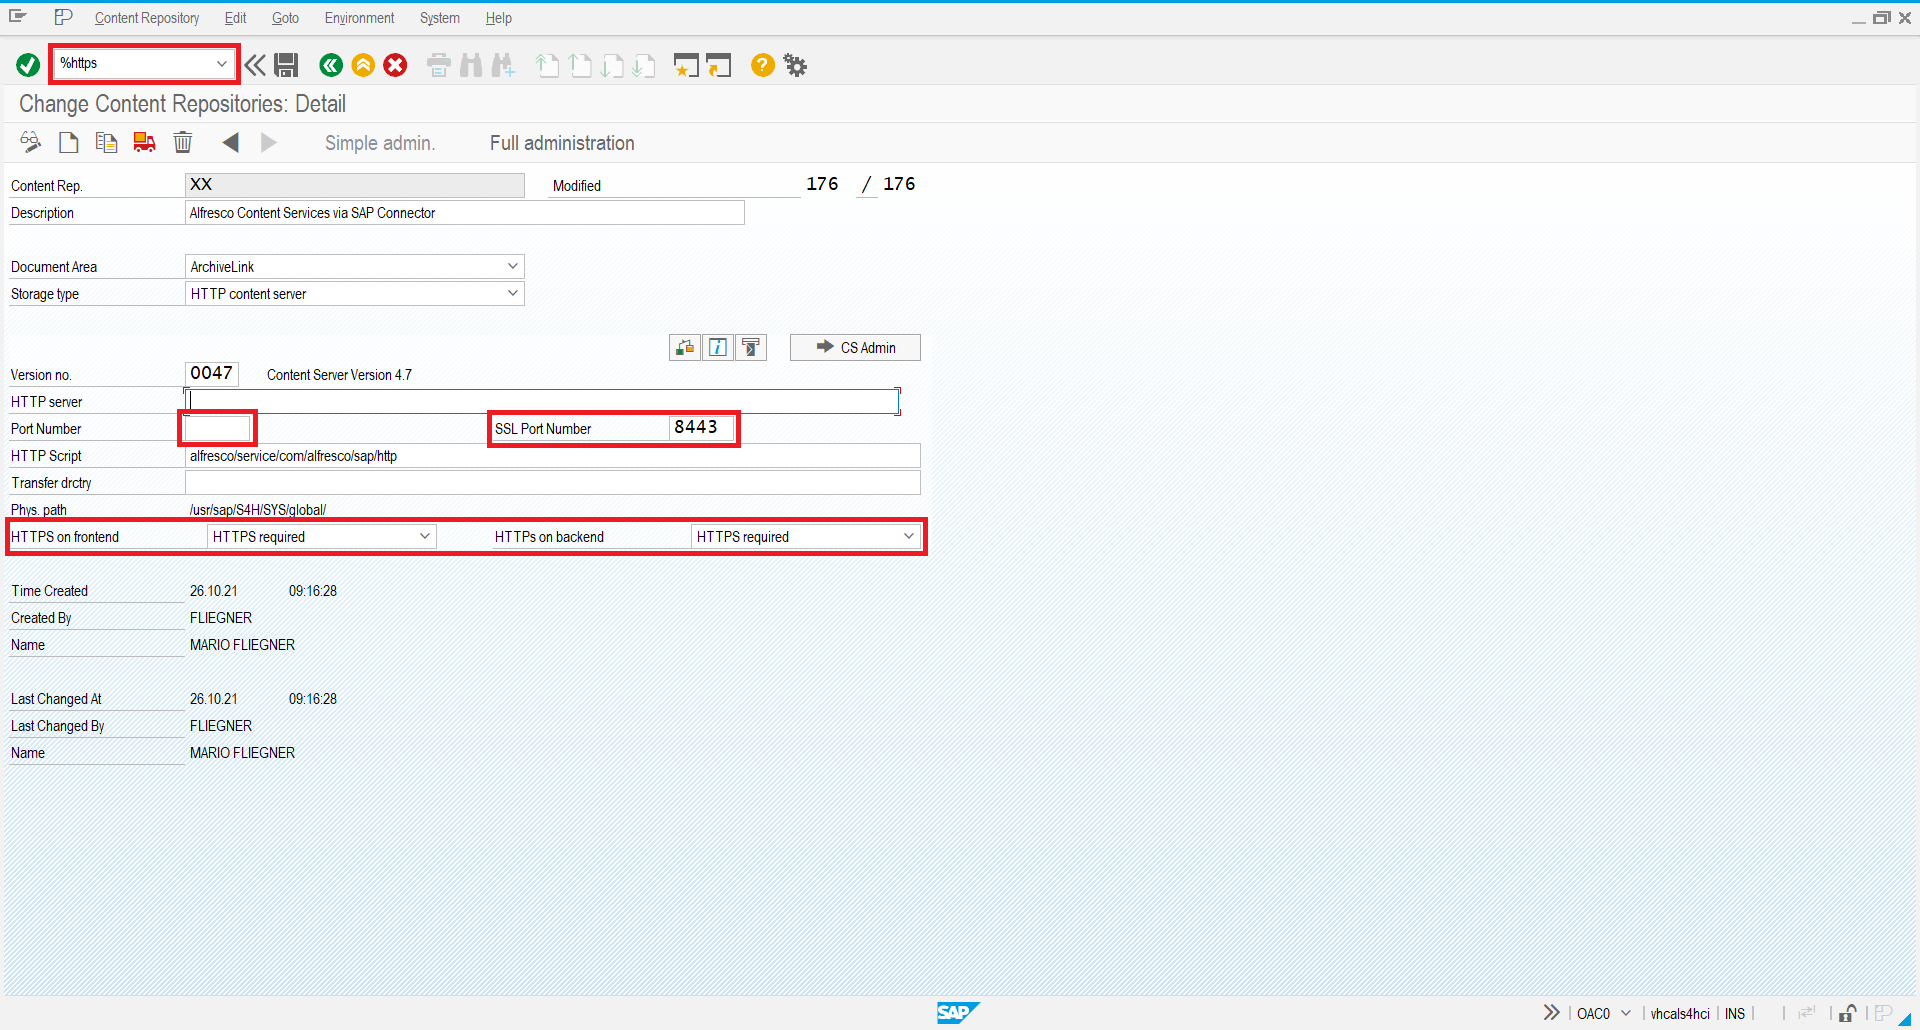 Content Repository Edit Goto Environment System Help
%https
Change Content Repositories: Detail
Simple admin. Full administration
Content Rep. XX Modified 176 / 176
Description Alfresco Content Services via SAP Connector
Document Area ArchiveLink
Storage type HTTP content server
CS Admin
Version no. 0047 Content Server Version 4.7
HTTP server
Port Number SSL Port Number 8443
HTTP Script alfresco/service/com/alfresco/sap/http
Transfer drctry
Phys. path /usr/sap/S4H/SYS/global/
HTTPS on frontend HTTPS required HTTPs on backend HTTPS required
Time Created 26.10.21 09:16:28
Created By FLIEGNER
Name MARIO FLIEGNER
Last Changed At 26.10.21 09:16:28
Last Changed By FLIEGNER
Name MARIO FLIEGNER
SAP OAC0 vhcals4hci INS